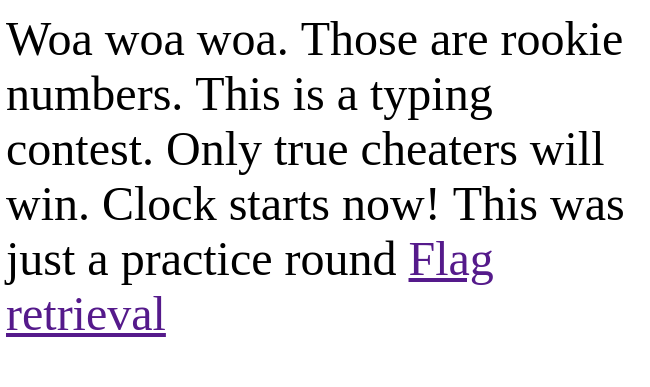 Woa woa woa. Those are rookie
numbers. This is a typing
contest. Only true cheaters will
win. Clock starts now! This was
just a practice round Flag
retrieval